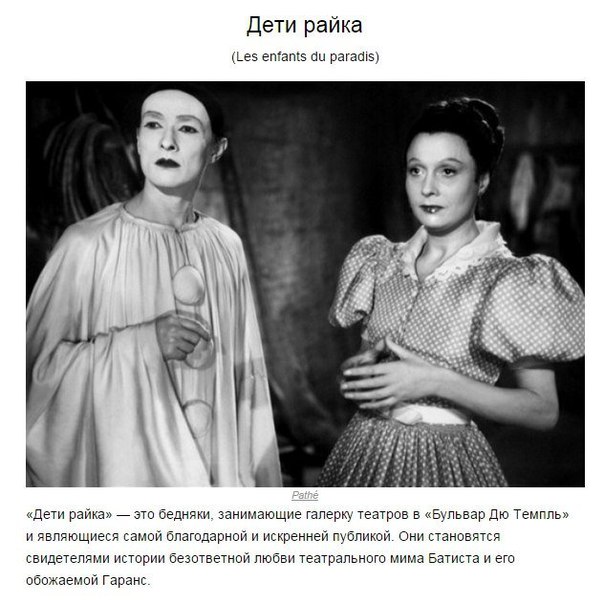 Дети райка
(Les enfants du paradis)
Pathé
«Дети райка» — это бедняки, занимающие галерку театров в «Бульвар Дю Темпль»
и являющиеся самой благодарной и искренней публикой. Они становятся
свидетелями истории безответной любви театрального мима Батиста и его
обожаемой Гаранс.